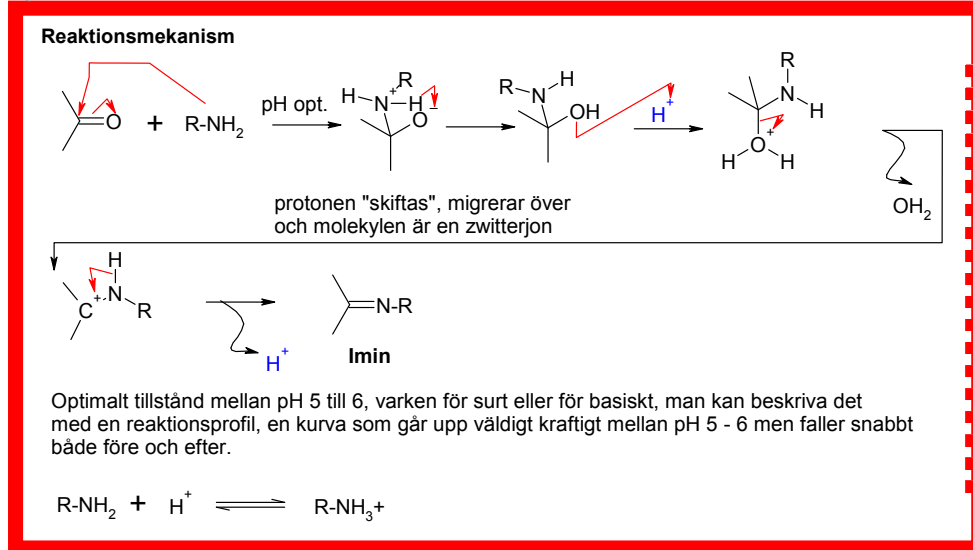 Reaktionsmekanism
O + R-NH2
pH opt.
H N+ R H O−
R N H OH
H+
R N H O+ H H
OH2
protonen "skiftas", migrerar över
och molekylen är en zwitterjon
H C+ N R
H+
N-R
Imin
Optimalt tillstånd mellan pH 5 till 6, varken för surt eller för basiskt, man kan beskriva det
med en reaktionsprofil, en kurva som går upp väldigt kraftigt mellan pH 5 - 6 men faller snabbt
både före och efter.
R-NH2 + H+ R-NH3+